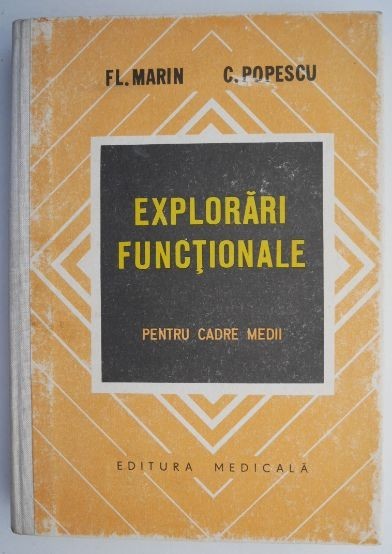 FL. MARIN C. POPESCU
EXPLORĂRI
FUNCŢIONALE
PENTRU CADRE MEDII
EDITURA MEDICALĂ